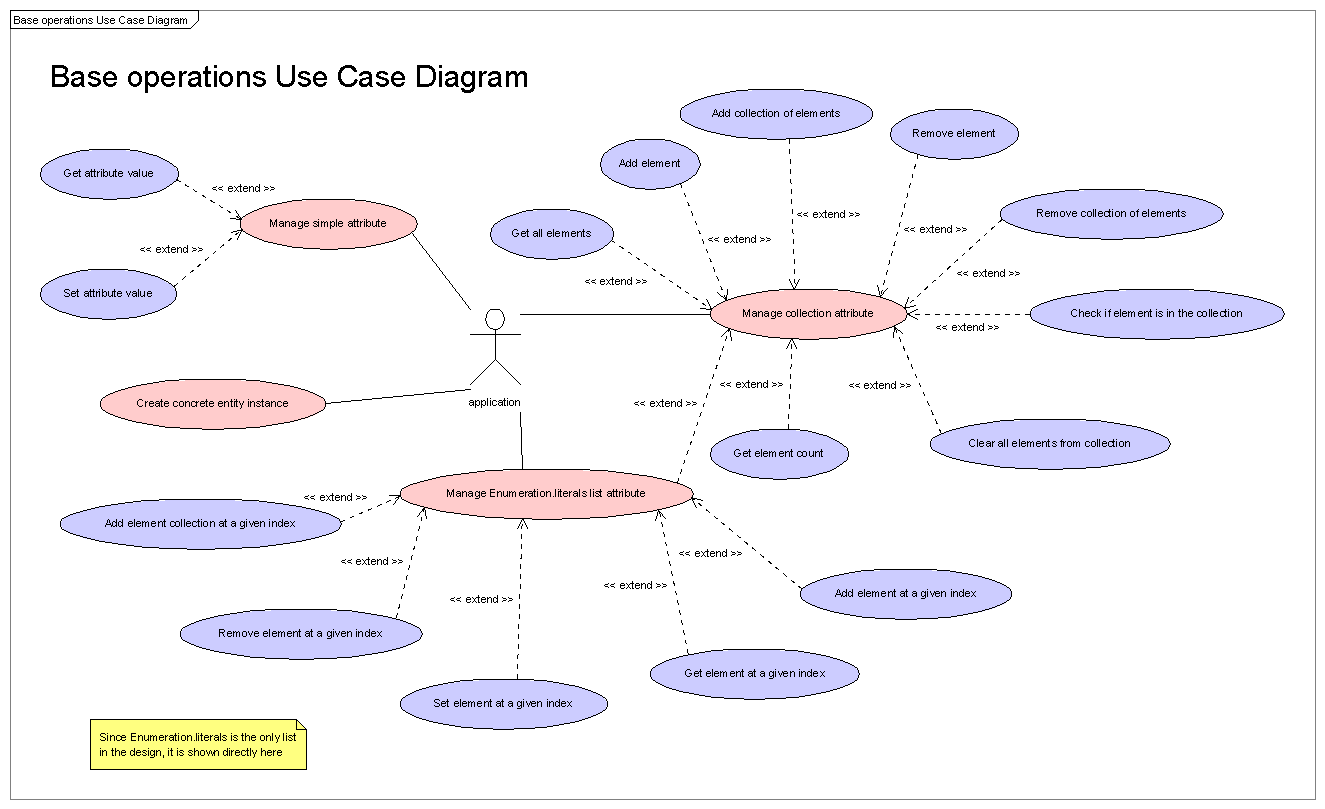 Base operations Use Case Diagram
Base operations Use Case Diagram
Add collection of elements
Remove element
Add element
Get attribute value
<< extend >>
Manage simple attribute
<< extend >>
Set attribute value
Get all elements
<< extend >>
<< extend >>
<< extend >>
<< extend >>
Remove collection of elements
<< extend >>
Manage collection attribute
Check if element is in the collection
<< extend >>
Create concrete entity instance
application
<< extend >>
<< extend >>
<< extend >>
Get element count
Clear all elements from collection
Manage Enumeration.literals list attribute
<< extend >>
Add element collection at a given index
<< extend >>
<< extend >>
<< extend >>
<< extend >>
Add element at a given index
Remove element at a given index
Get element at a given index
Set element at a given index
Since Enumeration.literals is the only list
in the design, it is shown directly here